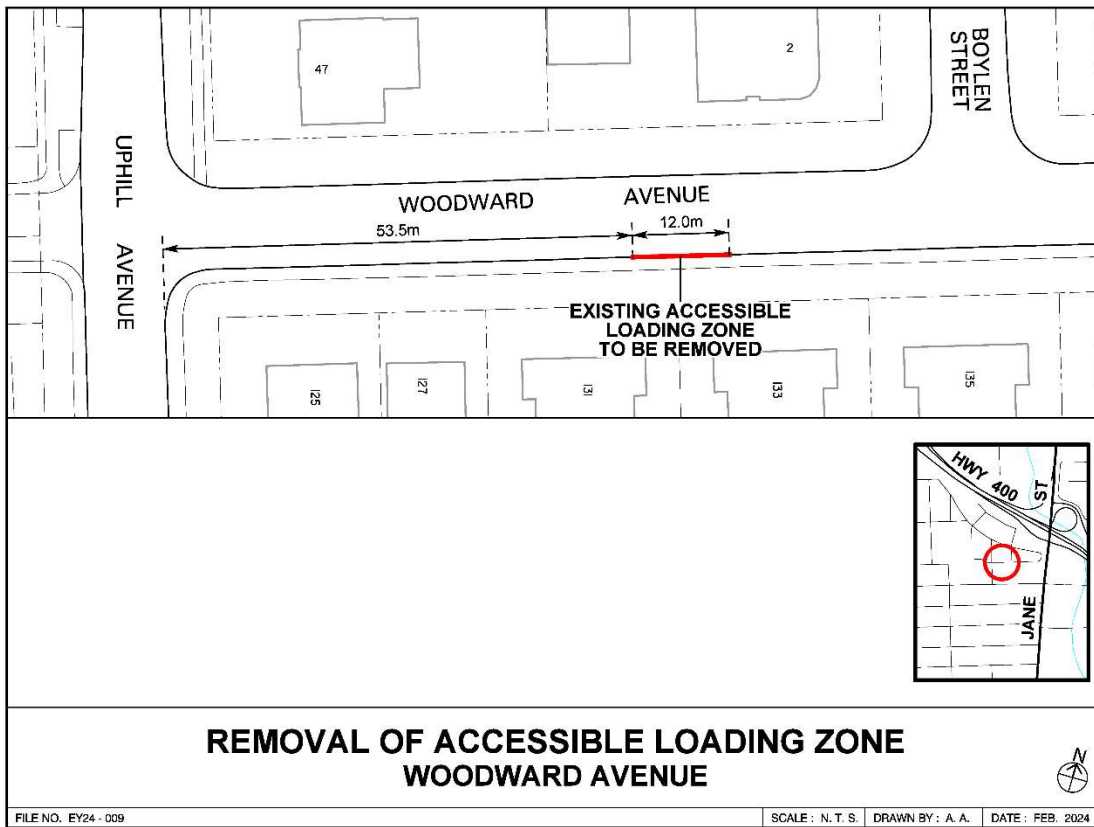 47
2
BOYLEN
STREET
UPHILL AVENUE
WOODWARD AVENUE
53.5m
12.0m
EXISTING ACCESSIBLE
LOADING ZONE
TO BE REMOVED
125
127
131
133
135
HWY 400
JANE ST
REMOVAL OF ACCESSIBLE LOADING ZONE
WOODWARD AVENUE
N
FILE NO. EY24 - 009
SCALE : N. T. S.
DRAWN BY : A. A.
DATE : FEB. 2024